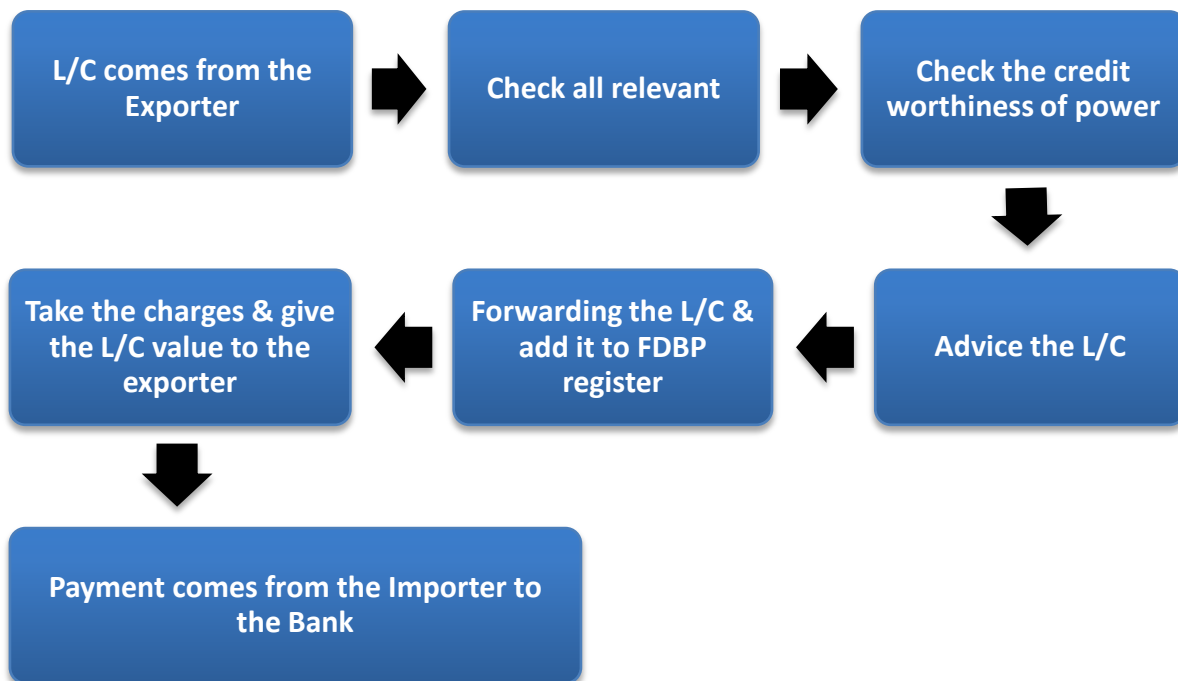 L/C comes from the
Exporter
Check all relevant
Check the credit
worthiness of power
Advice the L/C
Forwarding the L/C &
add it to FDBP
register
Take the charges & give
the L/C value to the
exporter
Payment comes from the Importer to
the Bank